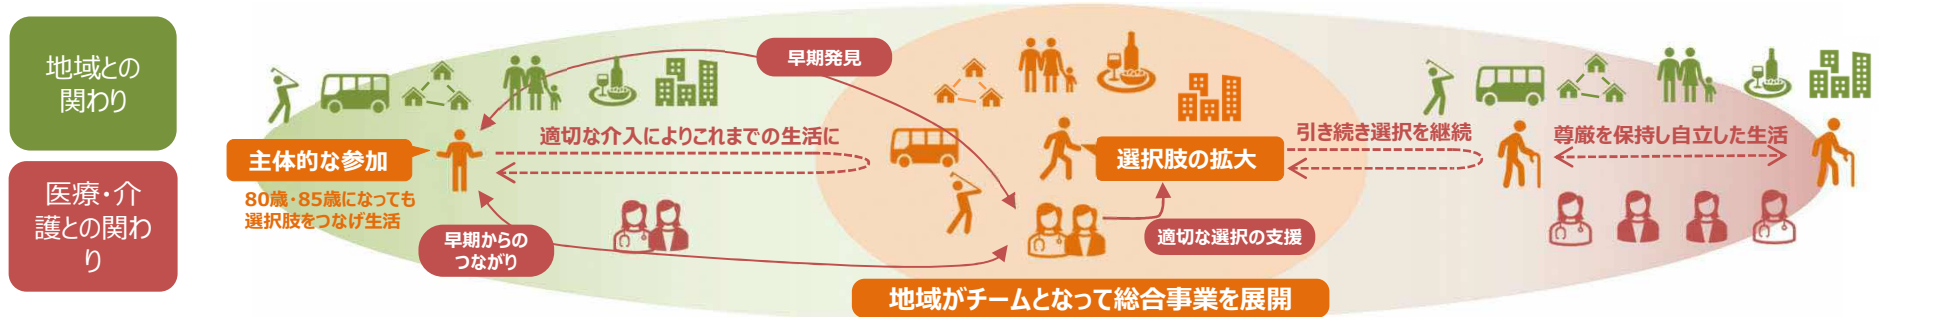 地域との
関わり
医療・介
護との関わ
り
早期発見
適切な介入によりこれまでの生活に
主体的な参加
80歳・85歳になっても
選択肢をつなげ生活
早期からの
つながり
選択肢の拡大
適切な選択の支援
引き続き選択を継続
尊厳を保持し自立した生活
地域がチームとなって総合事業を展開